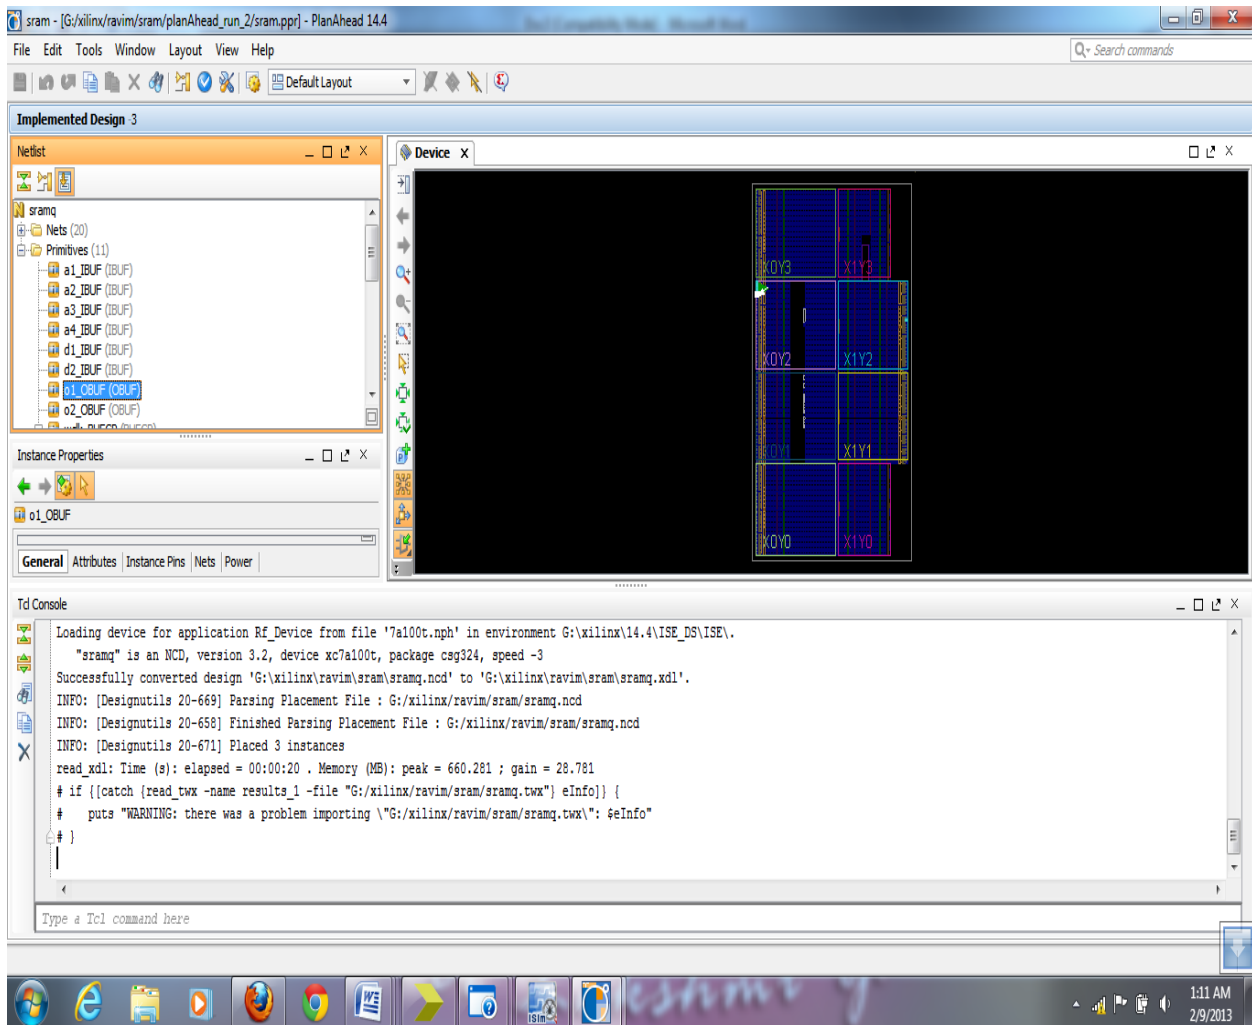 sram - [G:/xilinx/ravim/sram/planAhead_run_2/sram.ppr] - PlanAhead 14.4
File Edit Tools Window Layout View Help
Search commands
Default Layout
Implemented Design -3
Netlist
sramq
Nets (20)
Primitives (11)
a1_IBUF (IBUF)
a2_IBUF (IBUF)
a3_IBUF (IBUF)
a4_IBUF (IBUF)
d1_IBUF (IBUF)
d2_IBUF (IBUF)
o1_OBUF (OBUF)
o2_OBUF (OBUF)
Instance Properties
o1_OBUF
General Attributes Instance Pins Nets Power
Device X
X0Y3 X1Y3
X0Y2 X1Y2
X0Y1 X1Y1
X0Y0 X1Y0
Tcl Console
Loading device for application Rf_Device from file '7a100t.nph' in environment G:\xilinx\14.4\ISE_DS\ISE\.
"sramq" is an NCD, version 3.2, device xc7a100t, package csg324, speed -3
Successfully converted design 'G:\xilinx\ravim\sram\sramq.ncd' to 'G:\xilinx\ravim\sram\sramq.xdl'.
INFO: [Designutils 20-669] Parsing Placement File : G:/xilinx/ravim/sram/sramq.ncd
INFO: [Designutils 20-658] Finished Parsing Placement File : G:/xilinx/ravim/sram/sramq.ncd
INFO: [Designutils 20-671] Placed 3 instances
read_xdl: Time (s): elapsed = 00:00:20 . Memory (MB): peak = 660.281 ; gain = 28.781
# if {[catch {read_twx -name results_1 -file "G:/xilinx/ravim/sram/sramq.twx"} eInfo]} {
# puts "WARNING: there was a problem importing \"G:/xilinx/ravim/sram/sramq.twx\": $eInfo"
# }
Type a Tcl command here
ISim
1:11 AM
2/9/2013